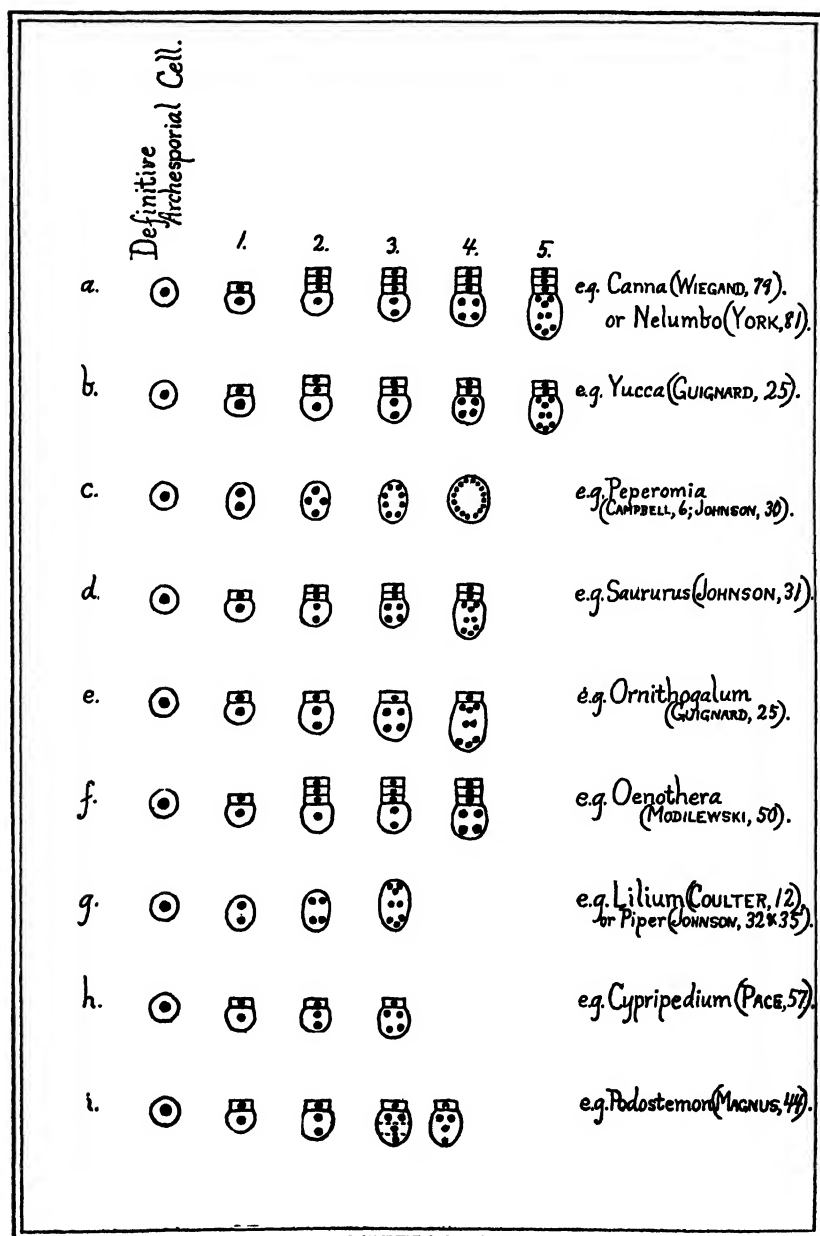 Definitive
Archesporial Cell.
1. 2. 3. 4. 5.
a. e.g. Canna (WIEGAND, 79).
or Nelumbo (YORK, 81).
b. e.g. Yucca (GUIGNARD, 25).
c. e.g. Peperomia
(CAMPBELL, 6; JOHNSON, 30).
d. e.g. Saururus (JOHNSON, 31)
e. e.g. Ornithogalum
(GUIGNARD, 25).
f. e.g. Oenothera
(MODILEWSKI, 50).
g. e.g. Lilium (COULTER, 12),
or Piper (JOHNSON, 32 & 35).
h. e.g. Cypripedium (PACE, 57).
i. e.g. Podostemon (MAGNUS, 44).